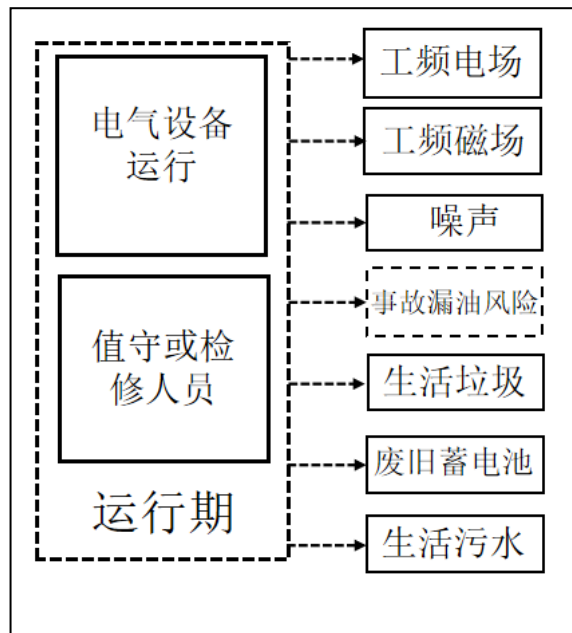 电气设备
运行
值守或检
修人员
运行期
工频电场
工频磁场
噪声
事故漏油风险
生活垃圾
废旧蓄电池
生活污水